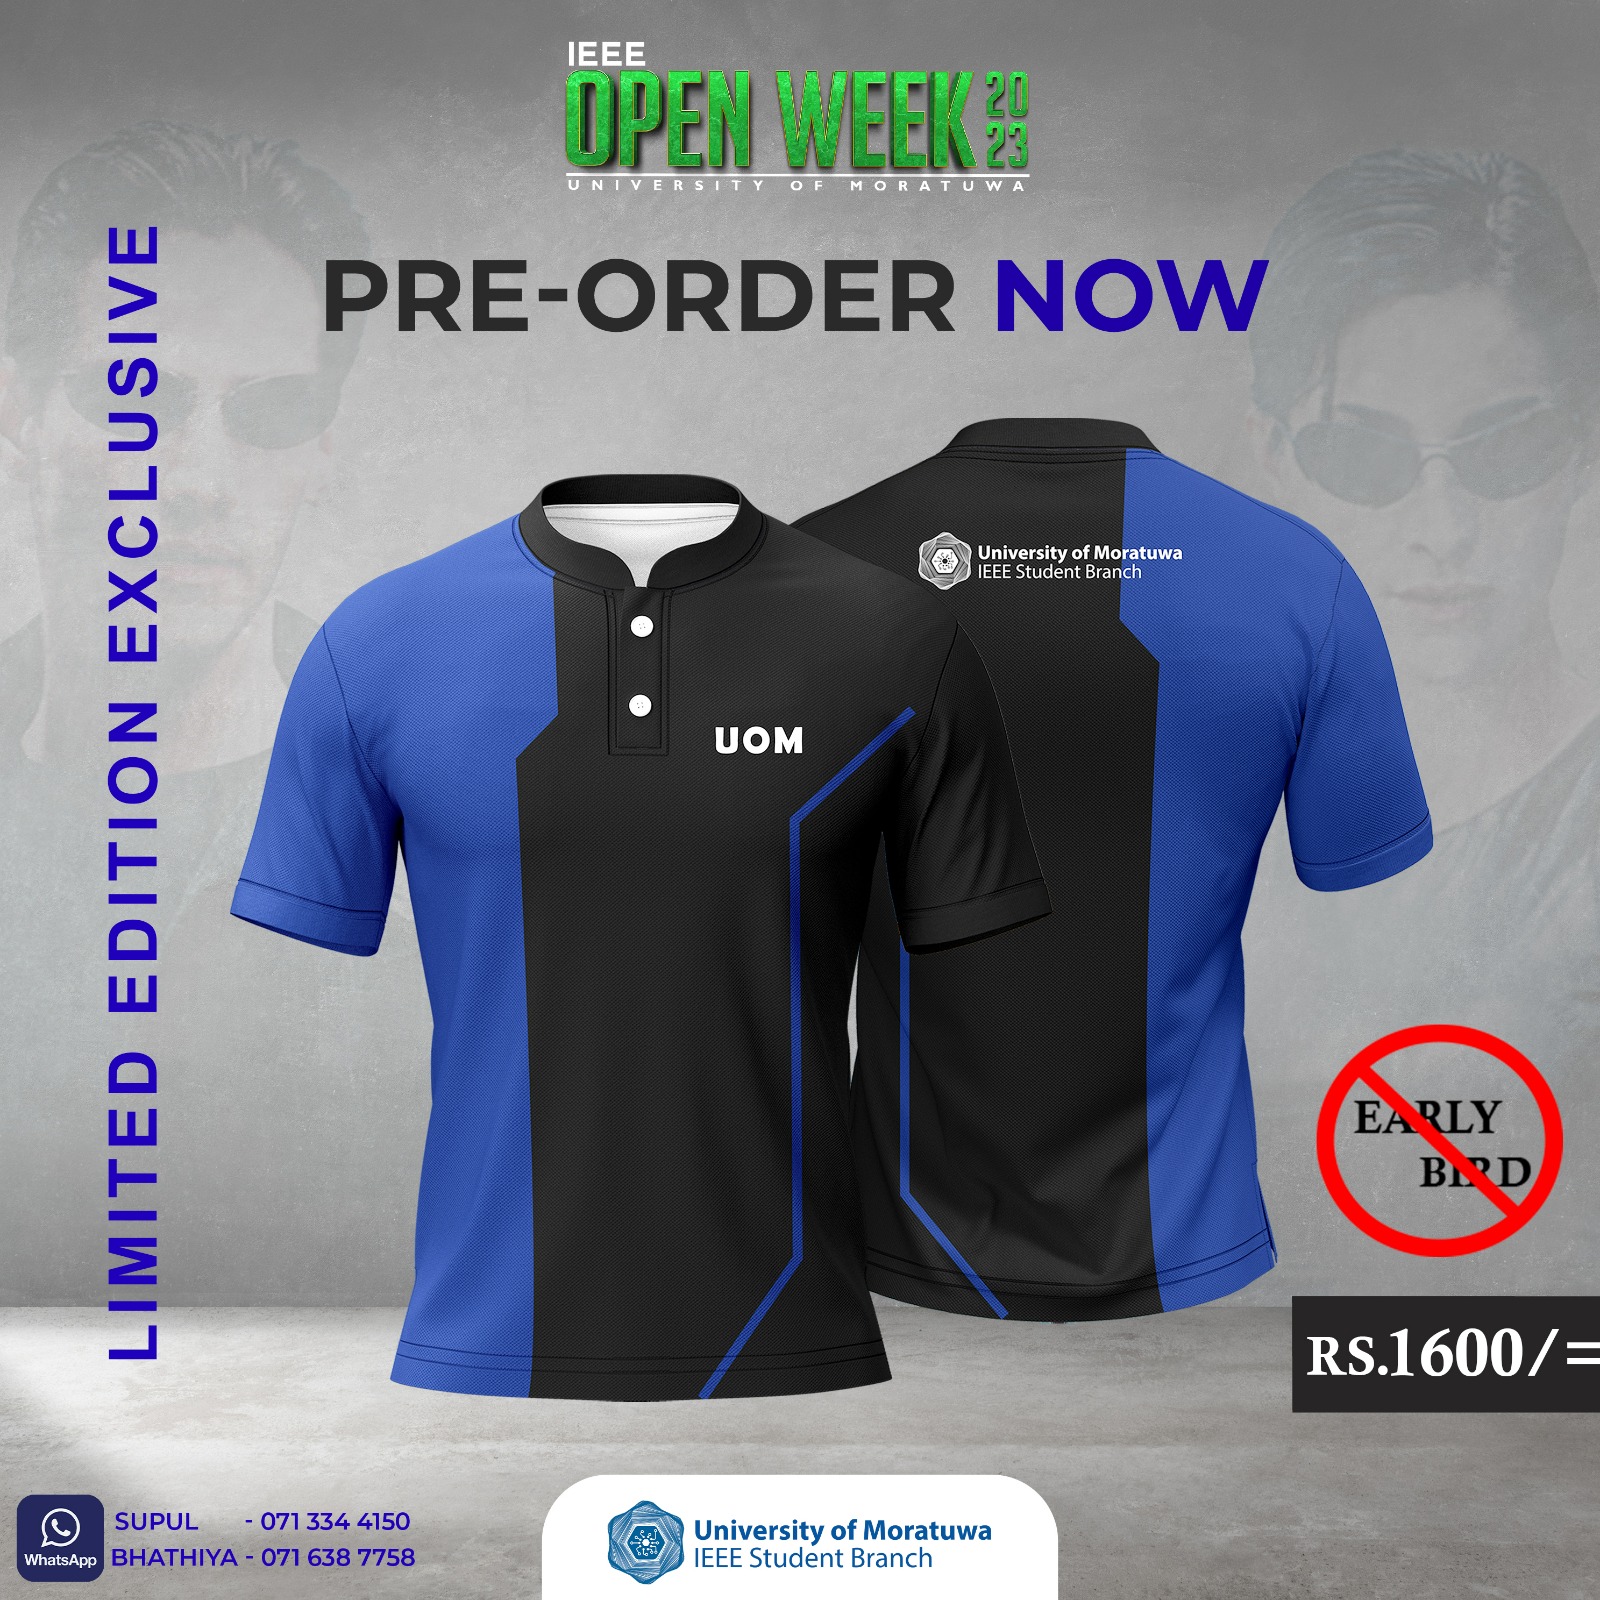 IEEE
OPEN WEEK 2023
UNIVERSITY OF MORATUWA
PRE-ORDER NOW
LIMITED EDITION EXCLUSIVE
University of Moratuwa
IEEE Student Branch
UOM
EARLY
BIRD
RS.1600/=
WhatsApp
SUPUL - 071 334 4150
BHATHIYA - 071 638 7758
University of Moratuwa
IEEE Student Branch